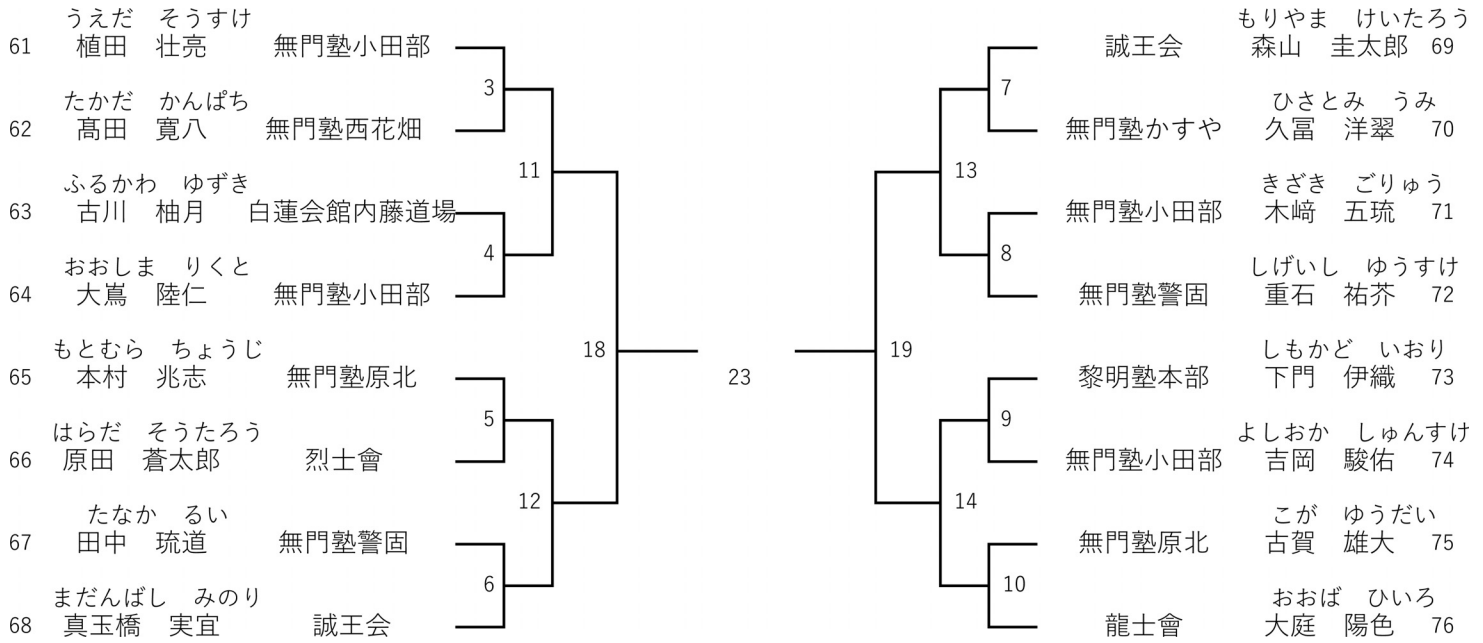 うえだ　そうすけ
61 植田　壮亮 無門塾小田部
たかだ　かんぱち
62 髙田　寛八 無門塾西花畑
ふるかわ　ゆずき
63 古川　柚月 白蓮会館内藤道場
おおしま　りくと
64 大嶌　陸仁 無門塾小田部
もとむら　ちょうじ
65 本村　兆志 無門塾原北
はらだ　そうたろう
66 原田　蒼太郎 烈士會
たなか　るい
67 田中　琉道 無門塾警固
まだんばし　みのり
68 真玉橋　実宜 誠王会
3
4
5
6
11
12
18
23
19
13
14
7
8
9
10
もりやま　けいたろう
誠王会 森山　圭太郎 69
ひさとみ　うみ
無門塾かすや 久冨　洋翠 70
きざき　ごりゅう
無門塾小田部 木﨑　五琉 71
しげいし　ゆうすけ
無門塾警固 重石　祐芥 72
しもかど　いおり
黎明塾本部 下門　伊織 73
よしおか　しゅんすけ
無門塾小田部 吉岡　駿佑 74
こが　ゆうだい
無門塾原北 古賀　雄大 75
おおば　ひいろ
龍士會 大庭　陽色 76